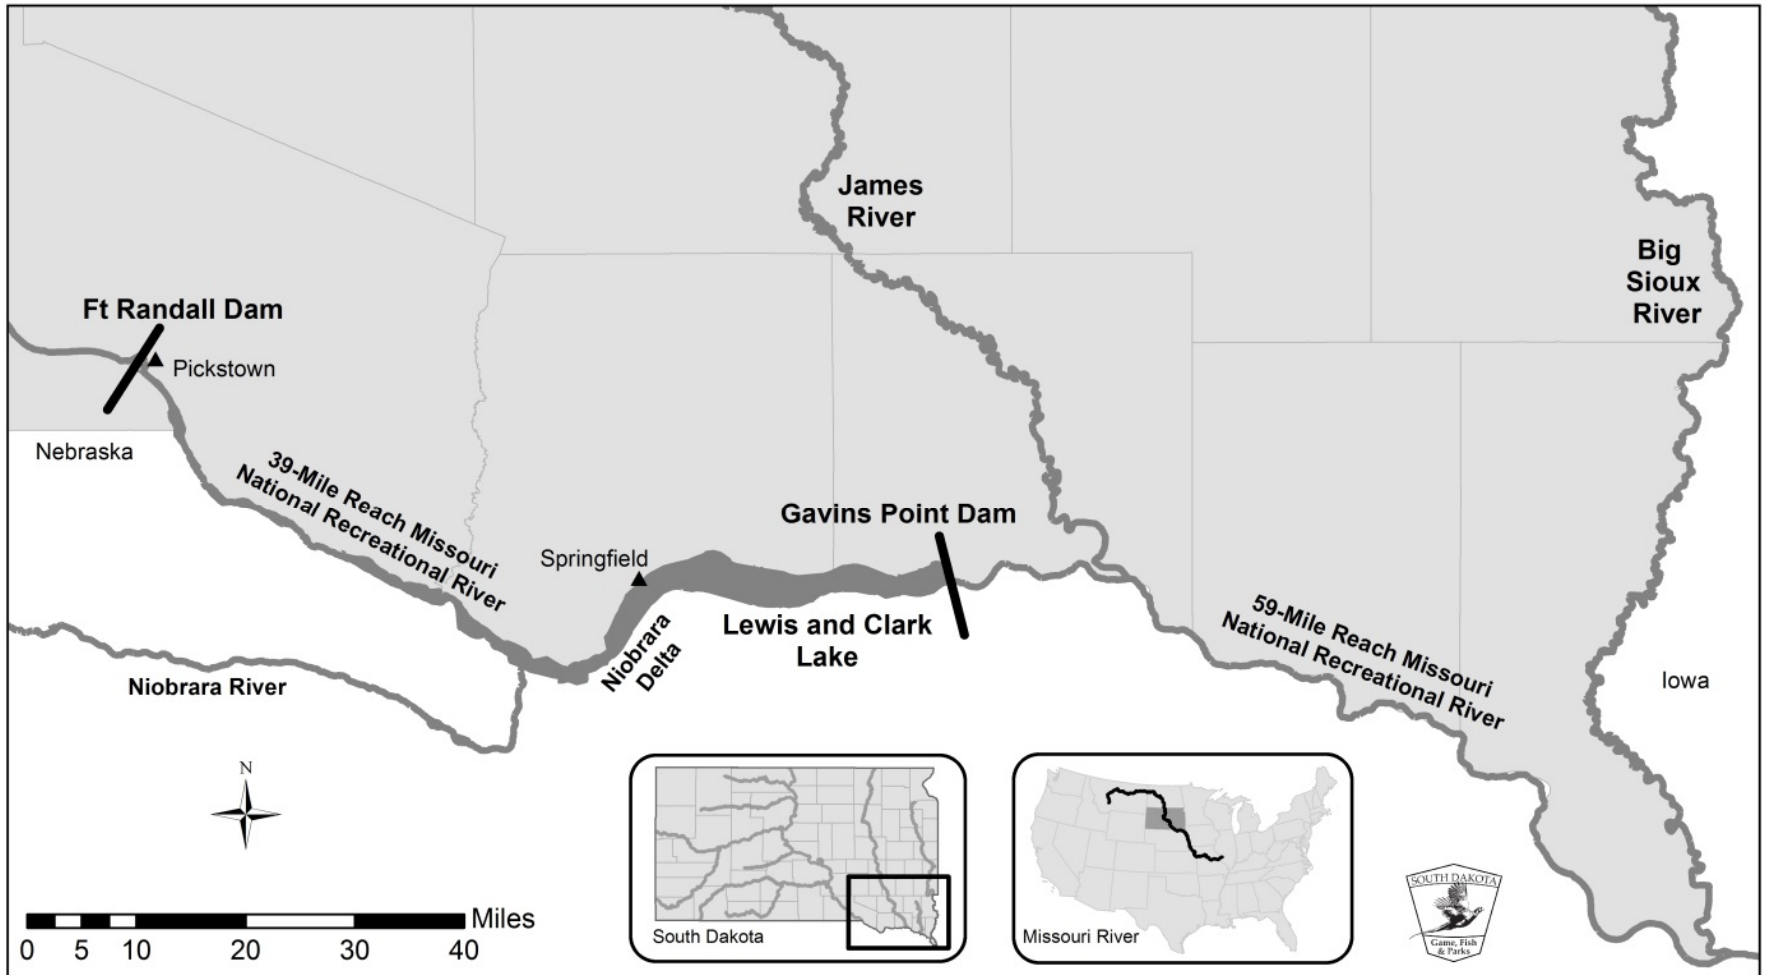 James
River
Big
Sioux
River
Ft Randall Dam
Pickstown
Nebraska
39-Mile Reach Missouri
National Recreational River
Gavins Point Dam
Springfield
Niobrara
Delta
Lewis and Clark
Lake
59-Mile Reach Missouri
National Recreational River
Iowa
Niobrara River
N
Miles
0 5 10 20 30 40
South Dakota
Missouri River
SOUTH DAKOTA
Game, Fish
& Parks